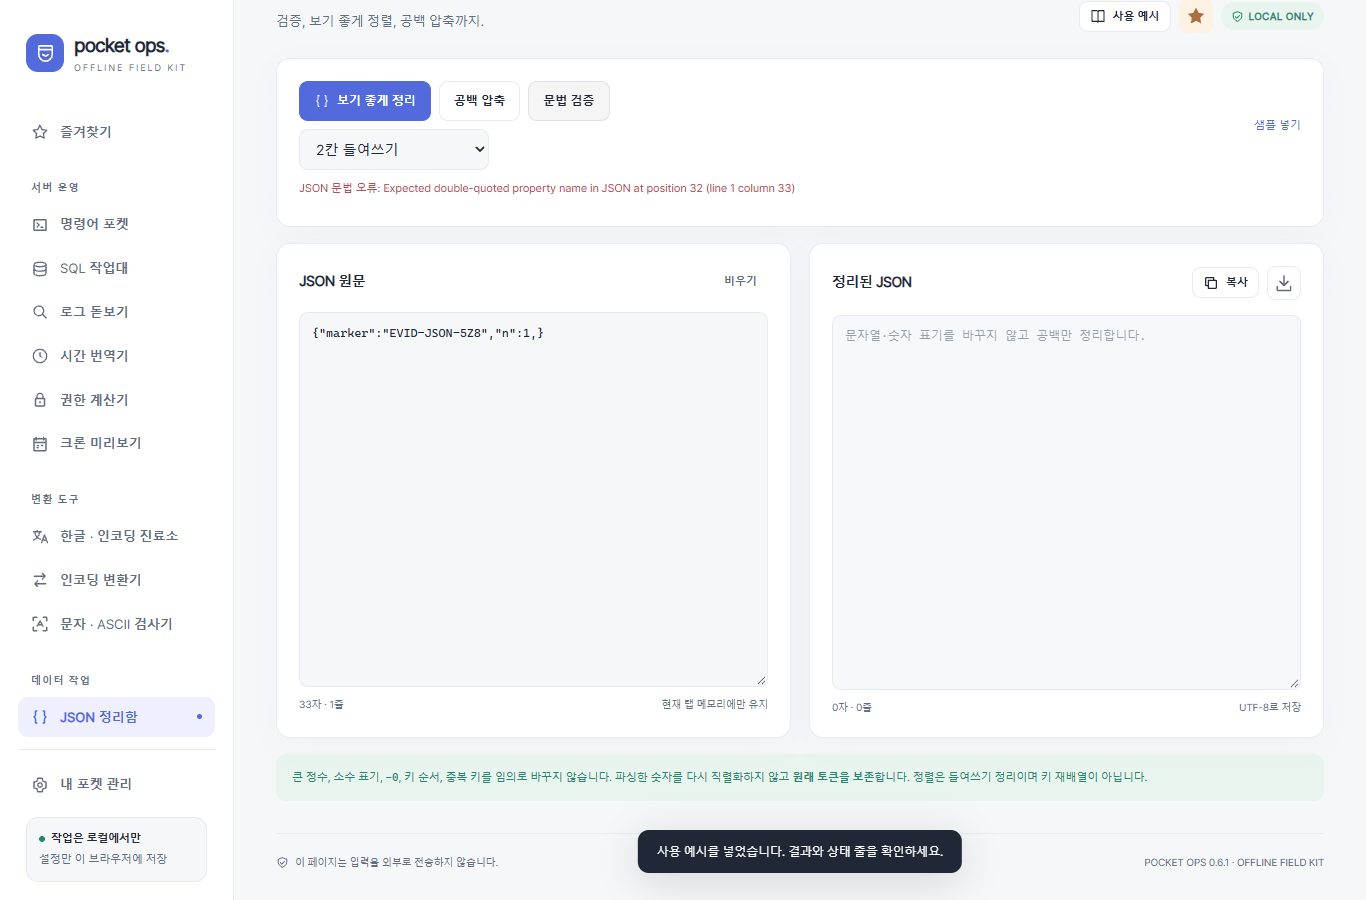 pocket ops.
OFFLINE FIELD KIT
즐겨찾기
서버 운영
명령어 포켓
SQL 작업대
로그 돋보기
시간 번역기
권한 계산기
크론 미리보기
변환 도구
한글 · 인코딩 진료소
인코딩 변환기
문자 · ASCII 검사기
데이터 작업
{ } JSON 정리함
내 포켓 관리
작업은 로컬에서만
설정만 이 브라우저에 저장
검증, 보기 좋게 정렬, 공백 압축까지.
사용 예시
LOCAL ONLY
{ } 보기 좋게 정리
공백 압축
문법 검증
샘플 넣기
2칸 들여쓰기
JSON 문법 오류: Expected double-quoted property name in JSON at position 32 (line 1 column 33)
JSON 원문
비우기
{"marker":"EVID-JSON-5Z8","n":1,}
33자 · 1줄
현재 탭 메모리에만 유지
정리된 JSON
복사
문자열·숫자 표기를 바꾸지 않고 공백만 정리합니다.
0자 · 0줄
UTF-8로 저장
큰 정수, 소수 표기, -0, 키 순서, 중복 키를 임의로 바꾸지 않습니다. 파싱한 숫자를 다시 직렬화하지 않고 원래 토큰을 보존합니다. 정렬은 들여쓰기 정리이며 키 재배열이 아닙니다.
이 페이지는 입력을 외부로 전송하지 않습니다.
사용 예시를 넣었습니다. 결과와 상태 줄을 확인하세요.
POCKET OPS 0.6.1 · OFFLINE FIELD KIT